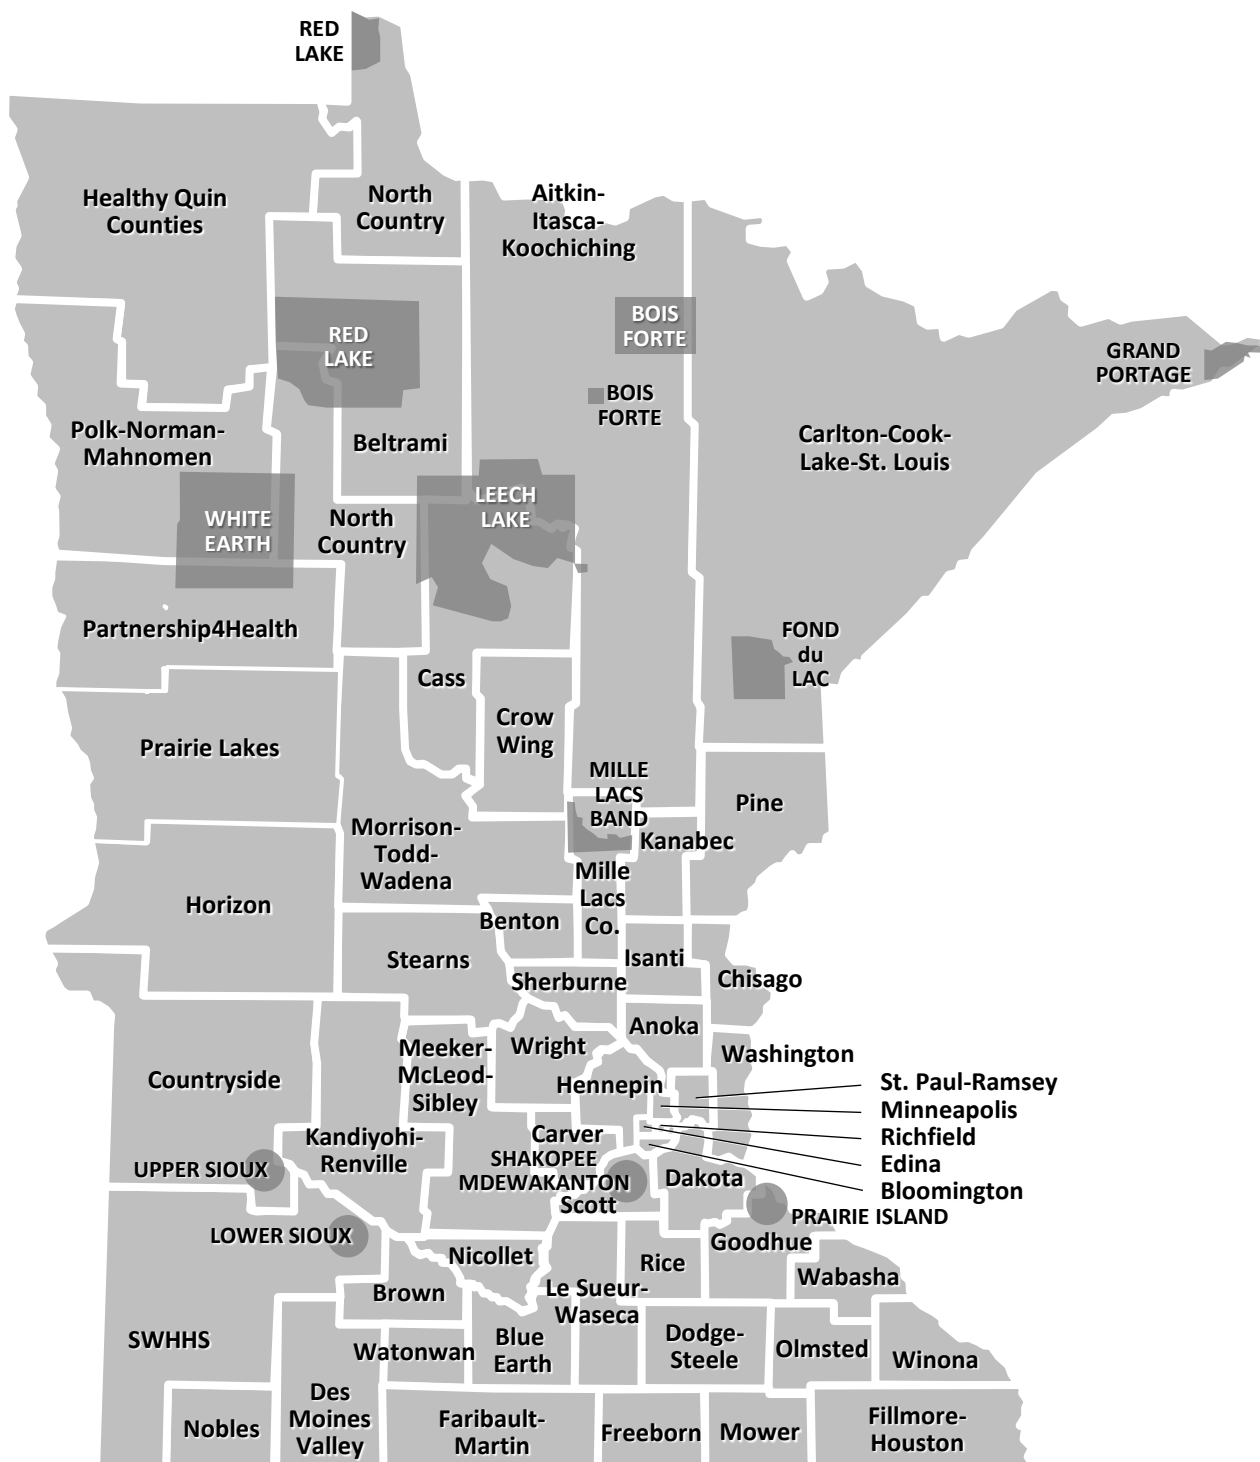 RED
LAKE
Healthy Quin
Counties
North
Country
Aitkin-
Itasca-
Koochiching
RED
LAKE
BOIS
FORTE
BOIS
FORTE
GRAND
PORTAGE
Polk-Norman-
Mahnomen
Beltrami
Carlton-Cook-
Lake-St. Louis
WHITE
EARTH
North
Country
LEECH
LAKE
Partnership4Health
FOND
du
LAC
Cass
Crow
Wing
Prairie Lakes
MILLE
LACS
BAND
Pine
Kanabec
Morrison-
Todd-
Wadena
Mille
Lacs
Co.
Horizon
Benton
Stearns
Isanti
Sherburne
Chisago
Anoka
Wright
Meeker-
McLeod-
Sibley
Washington
Countryside
Hennepin
St. Paul-Ramsey
Minneapolis
Richfield
Edina
Bloomington
Kandiyohi-
Renville
Carver
SHAKOPEE
MDEWAKANTON
Scott
Dakota
UPPER SIOUX
LOWER SIOUX
PRAIRIE ISLAND
Goodhue
Nicollet
Rice
Wabasha
Brown
Le Sueur-
Waseca
SWHHS
Watonwan
Blue
Earth
Dodge-
Steele
Olmsted
Winona
Nobles
Des
Moines
Valley
Faribault-
Martin
Freeborn
Mower
Fillmore-
Houston